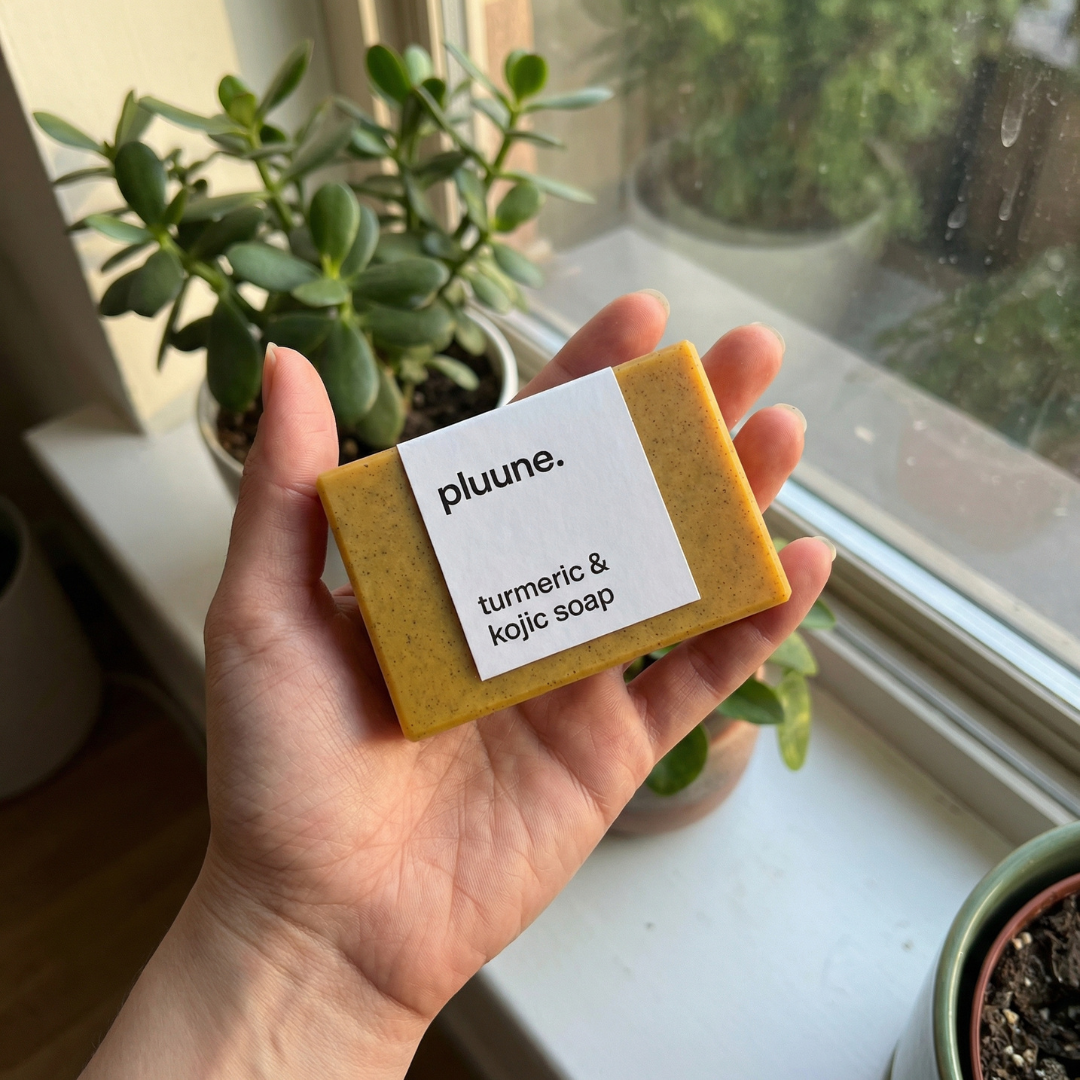 pluune.
turmeric &
kojic soap